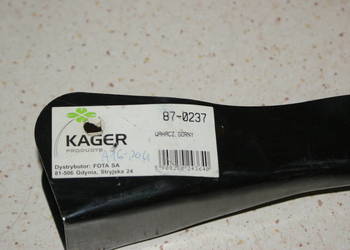 87-0237
KAGER
PRODUCTS
WAHACZ, GÓRNY
Dystrybutor: FOTA SA
81-506 Gdynia, Stryjska 24